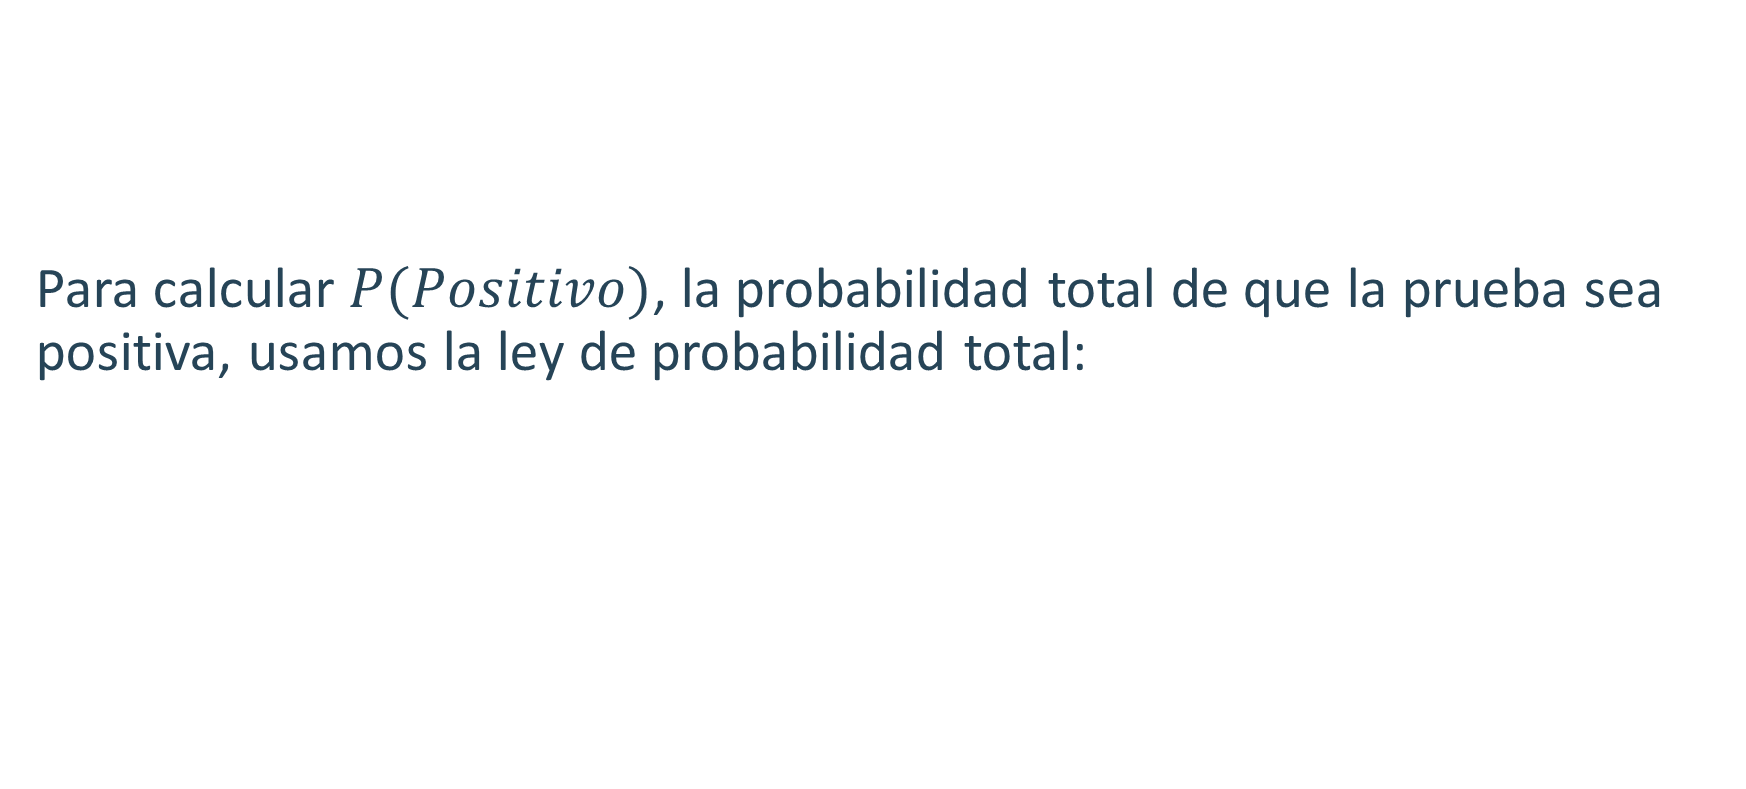 Para calcular P(Positivo), la probabilidad total de que la prueba sea
positiva, usamos la ley de probabilidad total: